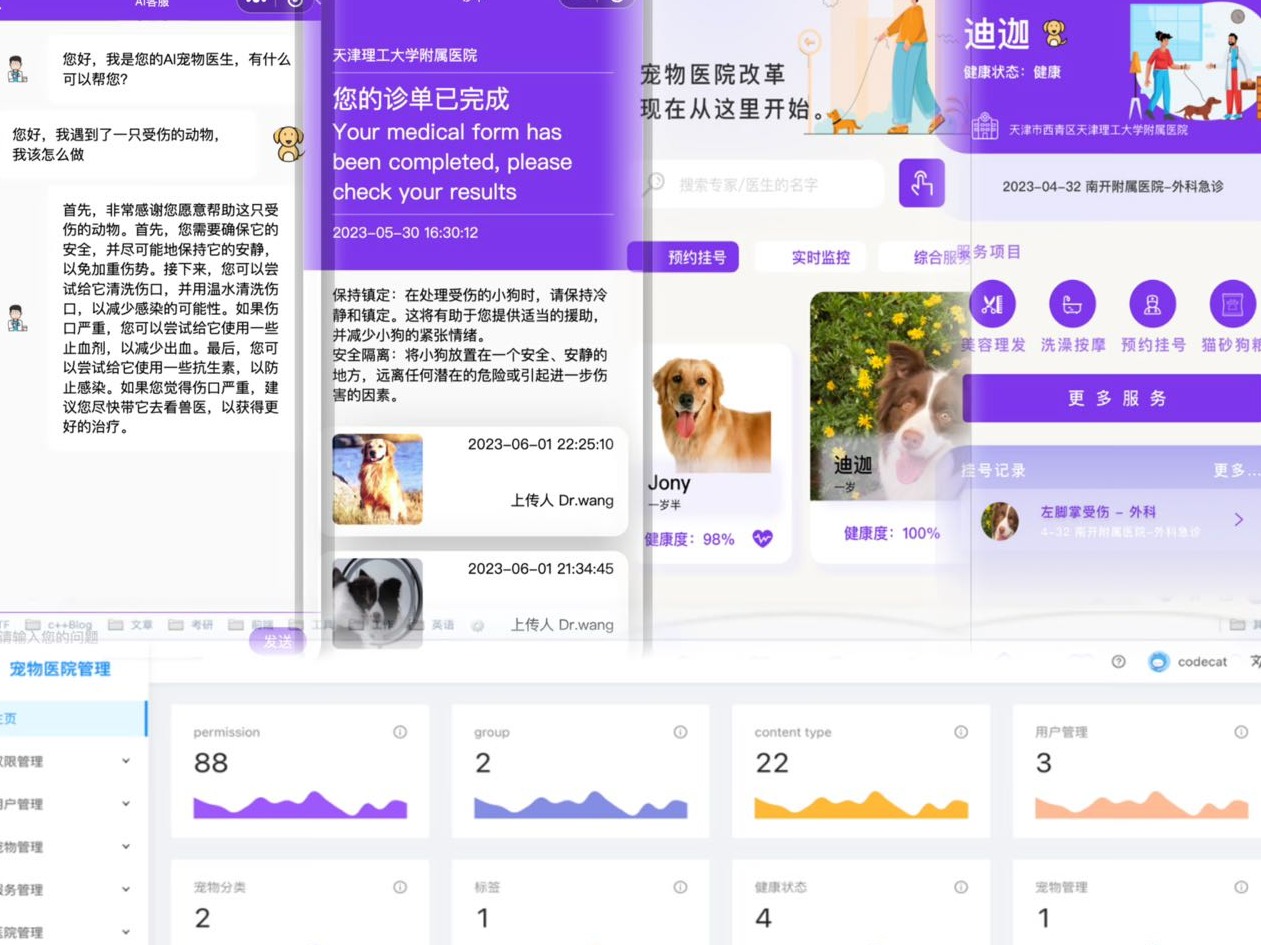 AI客服
您好，我是您的AI宠物医生，有什么
可以帮您？
您好，我遇到了一只受伤的动物，
我该怎么做
首先，非常感谢您愿意帮助这只受
伤的动物。首先，您需要确保它的
安全，并尽可能地保持它的安静，
以免加重伤势。接下来，您可以尝
试给它清洗伤口，并用温水清洗伤
口，以减少感染的可能性。如果伤
口严重，您可以尝试给它使用一些
止血剂，以减少出血。最后，您可
以尝试给它使用一些抗生素，以防
止感染。如果您觉得伤口严重，建
议您尽快带它去看兽医，以获得更
好的治疗。
请输入您的问题
发送
天津理工大学附属医院
您的诊单已完成
Your medical form has
been completed, please
check your results
2023-05-30 16:30:12
保持镇定：在处理受伤的小狗时，请保持冷
静和镇定。这将有助于您提供适当的援助，
并减少小狗的紧张情绪。
安全隔离：将小狗放置在一个安全、安静的
地方，远离任何潜在的危险或引起进一步伤
害的因素。
2023-06-01 22:25:10
上传人 Dr.wang
2023-06-01 21:34:45
上传人 Dr.wang
宠物医院改革
现在从这里开始。
搜索专家/医生的名字
预约挂号
实时监控
综合服务
Jony
一岁半
健康度：98%
迪迦
一岁
健康度：100%
迪迦
健康状态：健康
天津市西青区天津理工大学附属医院
2023-04-32 南开附属医院-外科急诊
服务项目
美容理发
洗澡按摩
预约挂号
猫砂狗粮
更多服务
挂号记录
更多...
左脚掌受伤 - 外科
4-32 南开附属医院-外科急诊
TF
c++Blog
文章
考研
前端
工具
工作
英语
宠物医院管理
codecat
主页
权限管理
用户管理
宠物管理
服务管理
医院管理
permission
88
group
2
content type
22
用户管理
3
宠物分类
2
标签
1
健康状态
4
宠物管理
1